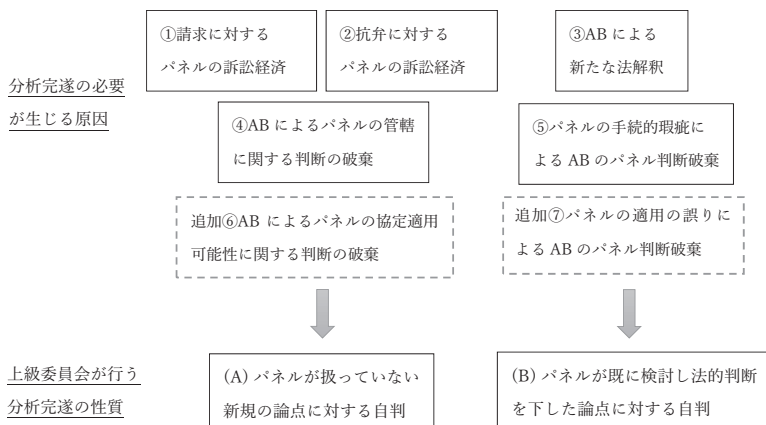 ①請求に対する
パネルの訴訟経済
②抗弁に対する
パネルの訴訟経済
③AB による
新たな法解釈
分析完遂の必要
が生じる原因
④AB によるパネルの管轄
に関する判断の破棄
⑤パネルの手続的瑕疵に
よる AB のパネル判断破棄
追加⑥AB によるパネルの協定適用
可能性に関する判断の破棄
追加⑦パネルの適用の誤りに
よる AB のパネル判断破棄
上級委員会が行う
分析完遂の性質
(A) パネルが扱っていない
新規の論点に対する自判
(B) パネルが既に検討し法的判断
を下した論点に対する自判